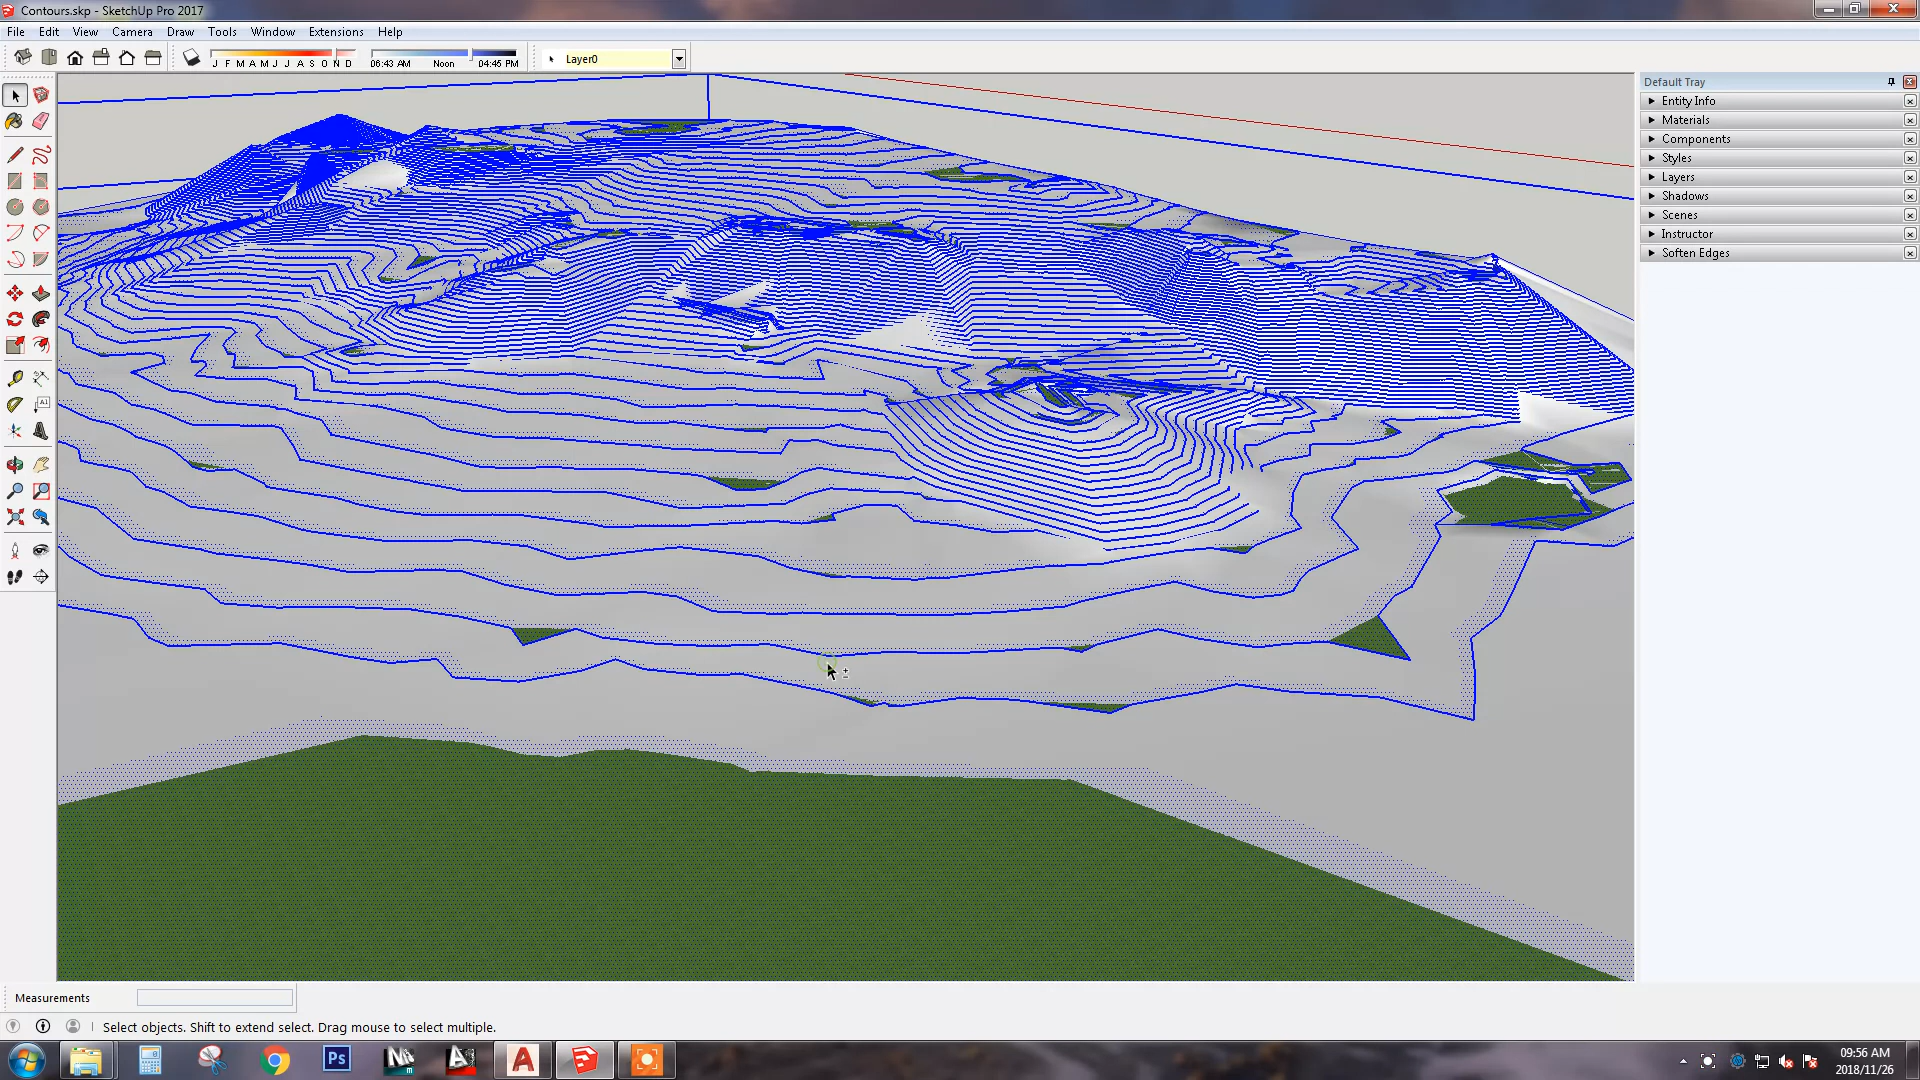 Contours.skp - SketchUp Pro 2017
File Edit View Camera Draw Tools Window Extensions Help
J F M A M J J A S O N D 06:43 AM Noon 04:45 PM Layer0
Default Tray
Entity Info
Materials
Components
Styles
Layers
Shadows
Scenes
Instructor
Soften Edges
A1
Measurements
Select objects. Shift to extend select. Drag mouse to select multiple.
Ps
09:56 AM
2018/11/26